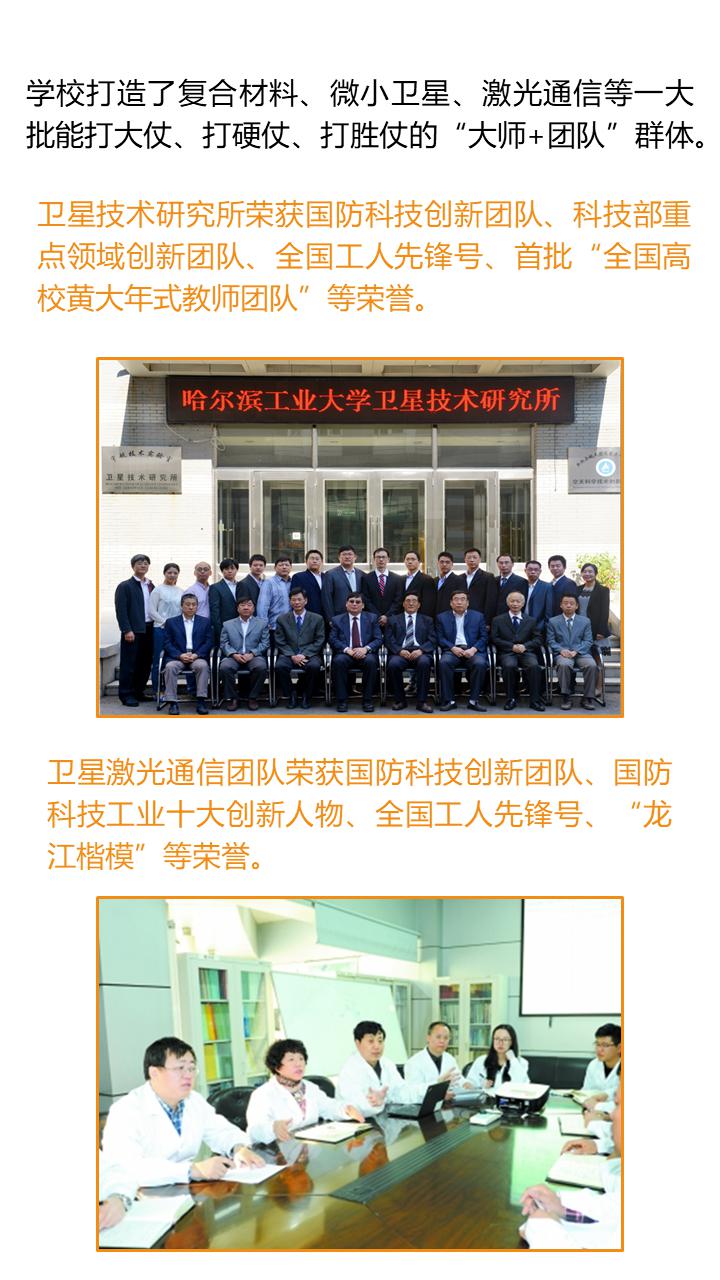 学校打造了复合材料、微小卫星、激光通信等一大
批能打大仗、打硬仗、打胜仗的“大师+团队”群体。
卫星技术研究所荣获国防科技创新团队、科技部重
点领域创新团队、全国工人先锋号、首批“全国高
校黄大年式教师团队”等荣誉。
哈尔滨工业大学卫星技术研究所
宇航技术实验室
卫星技术研究所
卫星激光通信团队荣获国防科技创新团队、国防
科技工业十大创新人物、全国工人先锋号、“龙
江楷模”等荣誉。